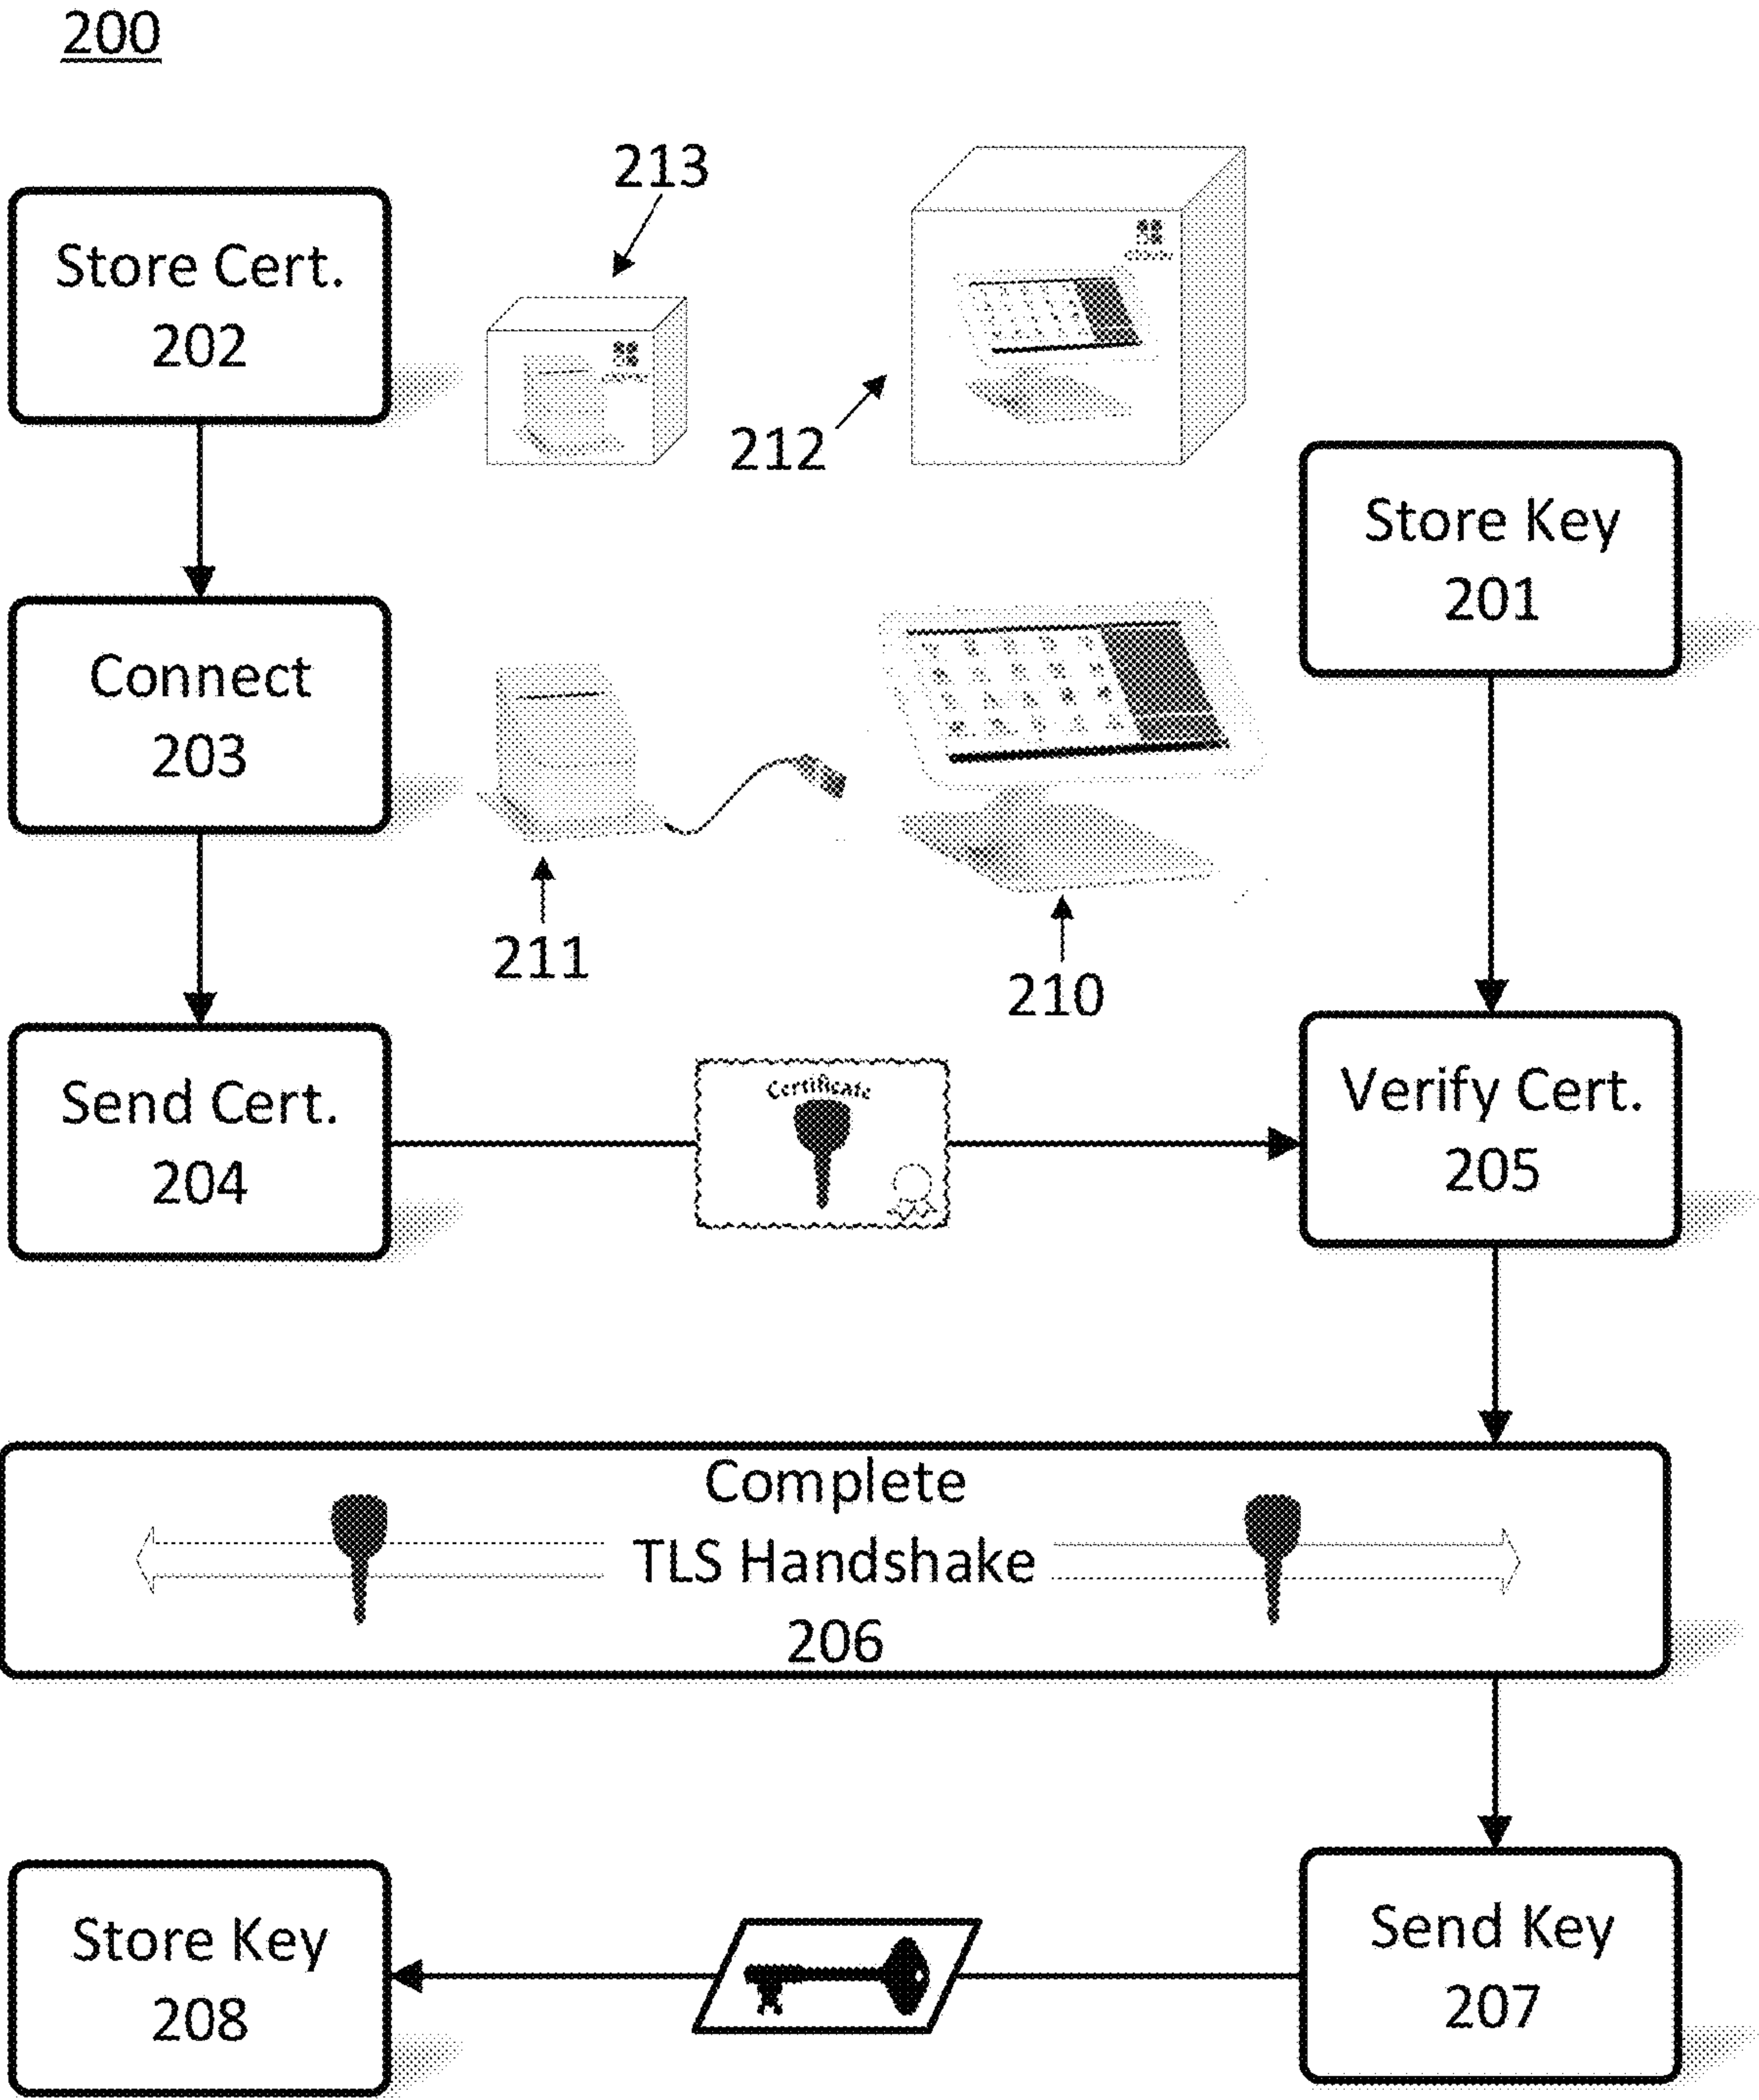 200
213
Store Cert.
202
212
Store Key
201
Connect
203
211
210
Send Cert.
204
Certificate
Verify Cert.
205
Complete
TLS Handshake
206
Store Key
208
Send Key
207